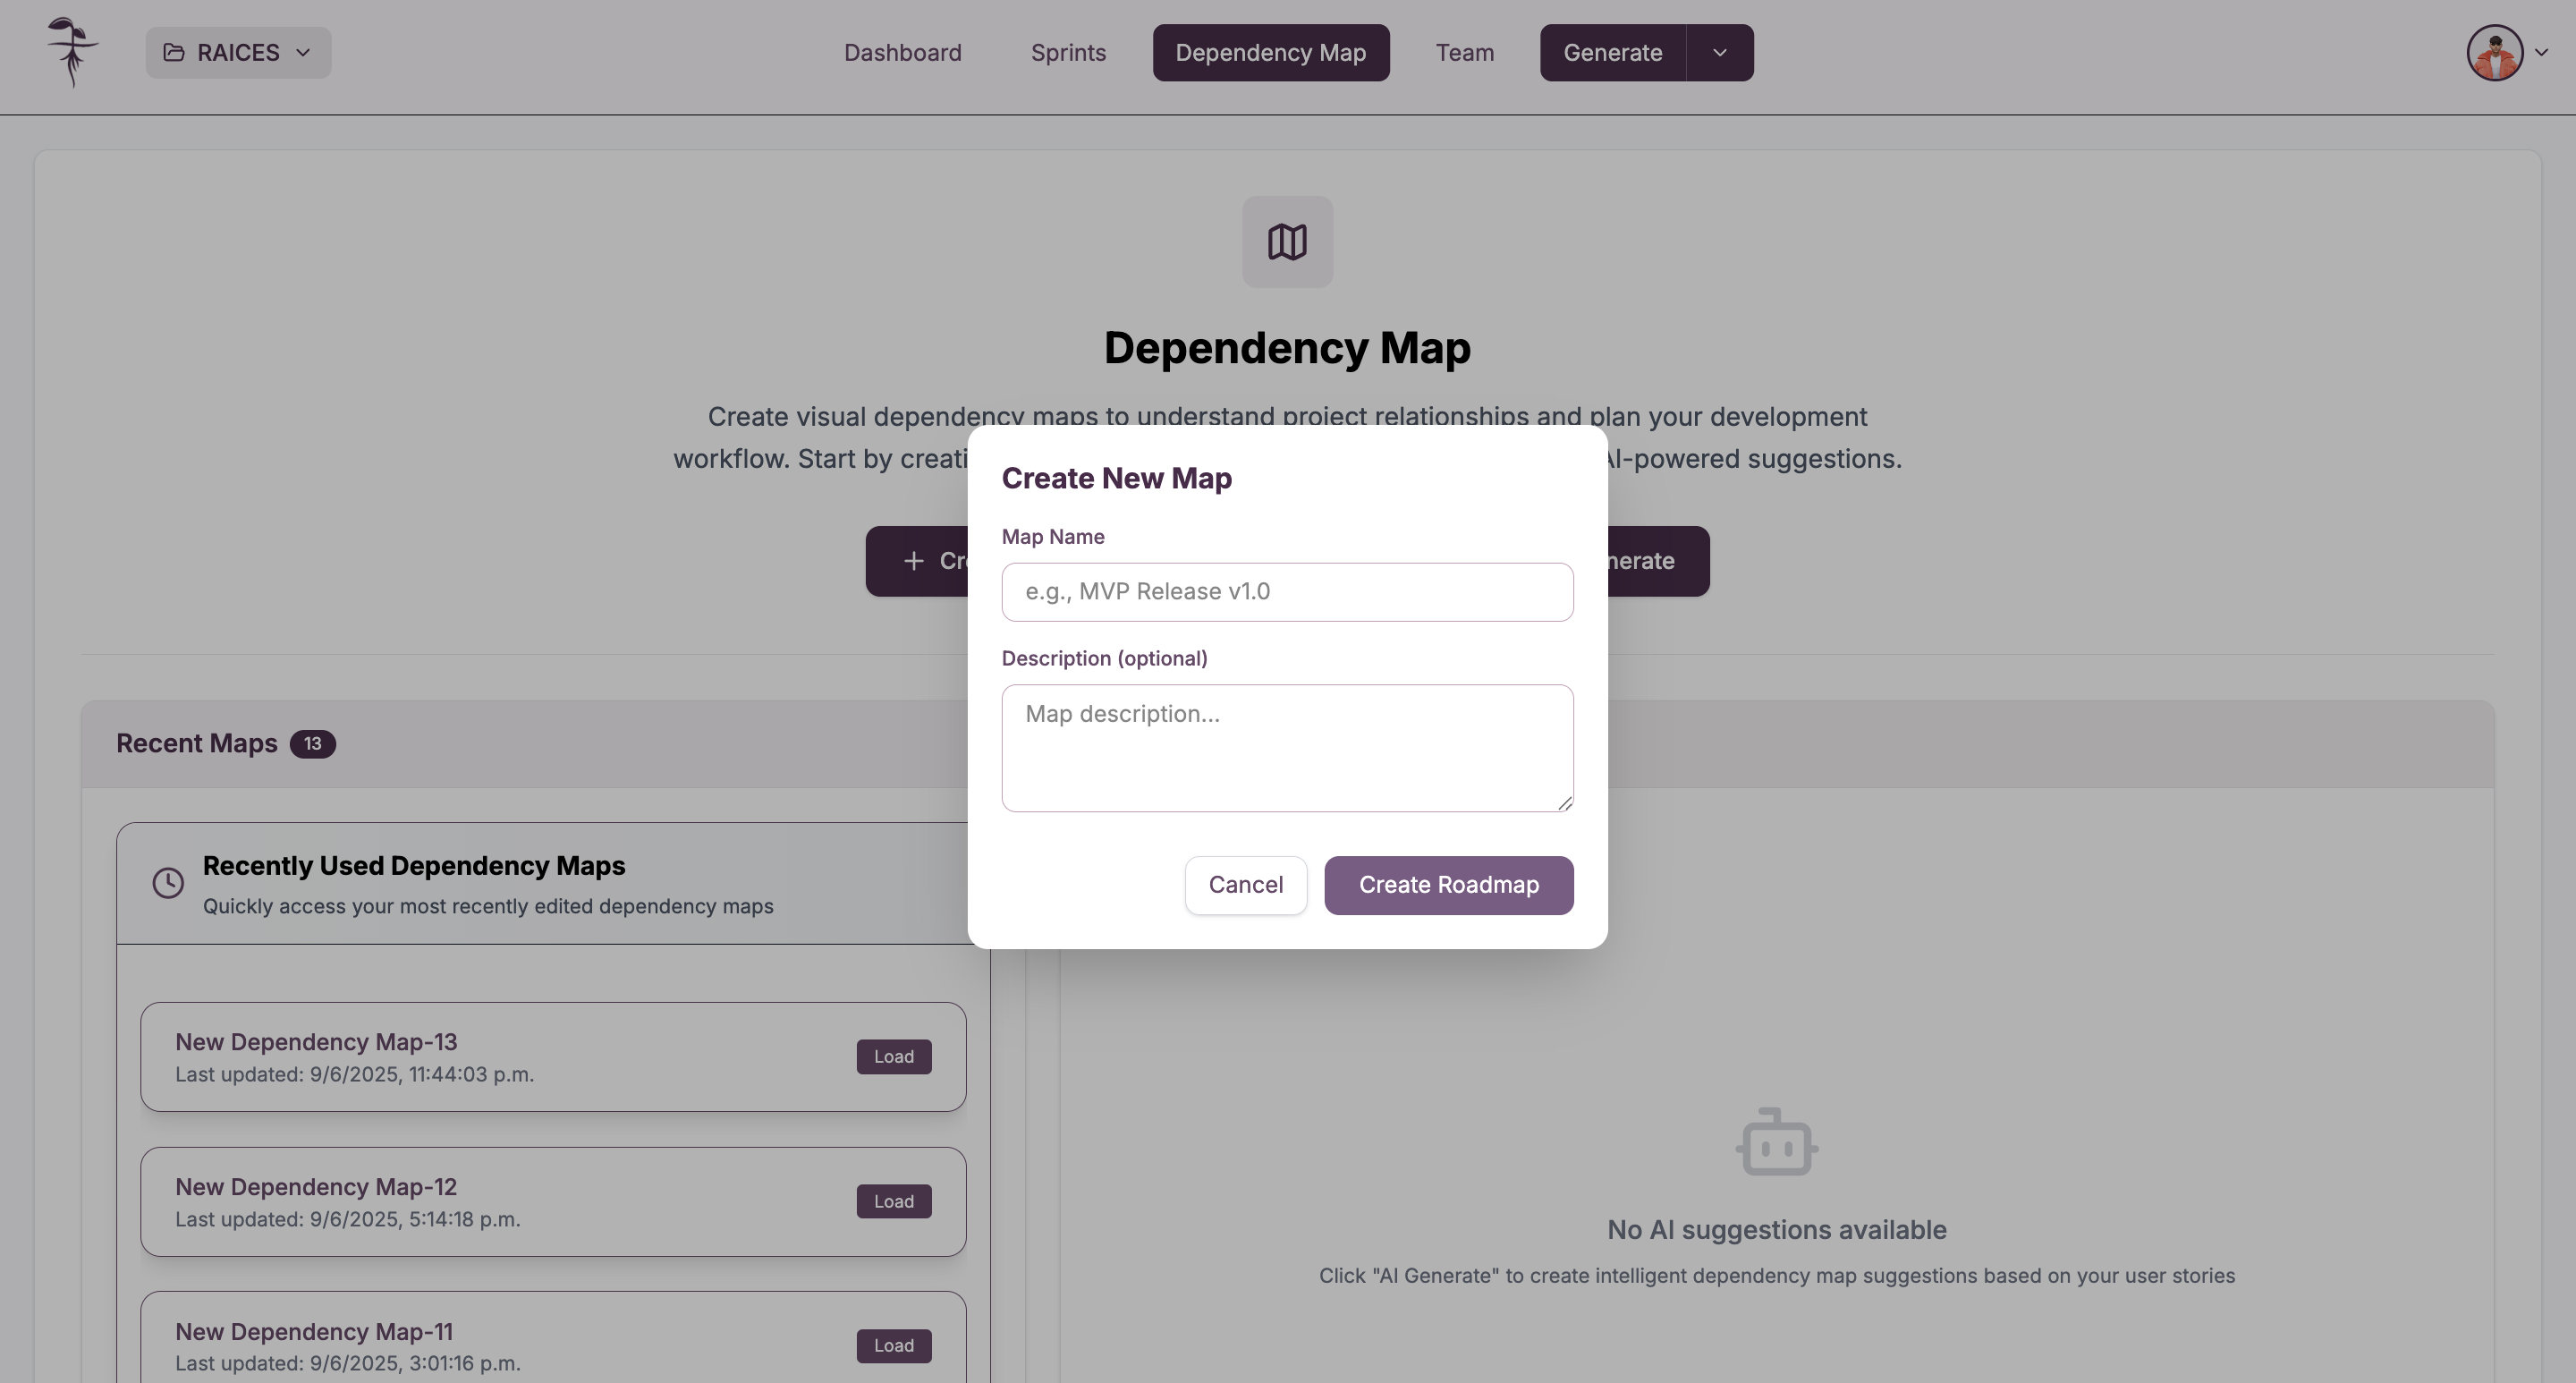 RAICES
Dashboard
Sprints
Dependency Map
Team
Generate
Dependency Map
Create visual dependency maps to understand project relationships and plan your development
workflow. Start by creati AI-powered suggestions.
Create New Map
Map Name
e.g., MVP Release v1.0
Description (optional)
Map description...
Cancel
Create Roadmap
Recent Maps 13
Recently Used Dependency Maps
Quickly access your most recently edited dependency maps
New Dependency Map-13
Last updated: 9/6/2025, 11:44:03 p.m.
Load
New Dependency Map-12
Last updated: 9/6/2025, 5:14:18 p.m.
Load
New Dependency Map-11
Last updated: 9/6/2025, 3:01:16 p.m.
Load
No AI suggestions available
Click "AI Generate" to create intelligent dependency map suggestions based on your user stories